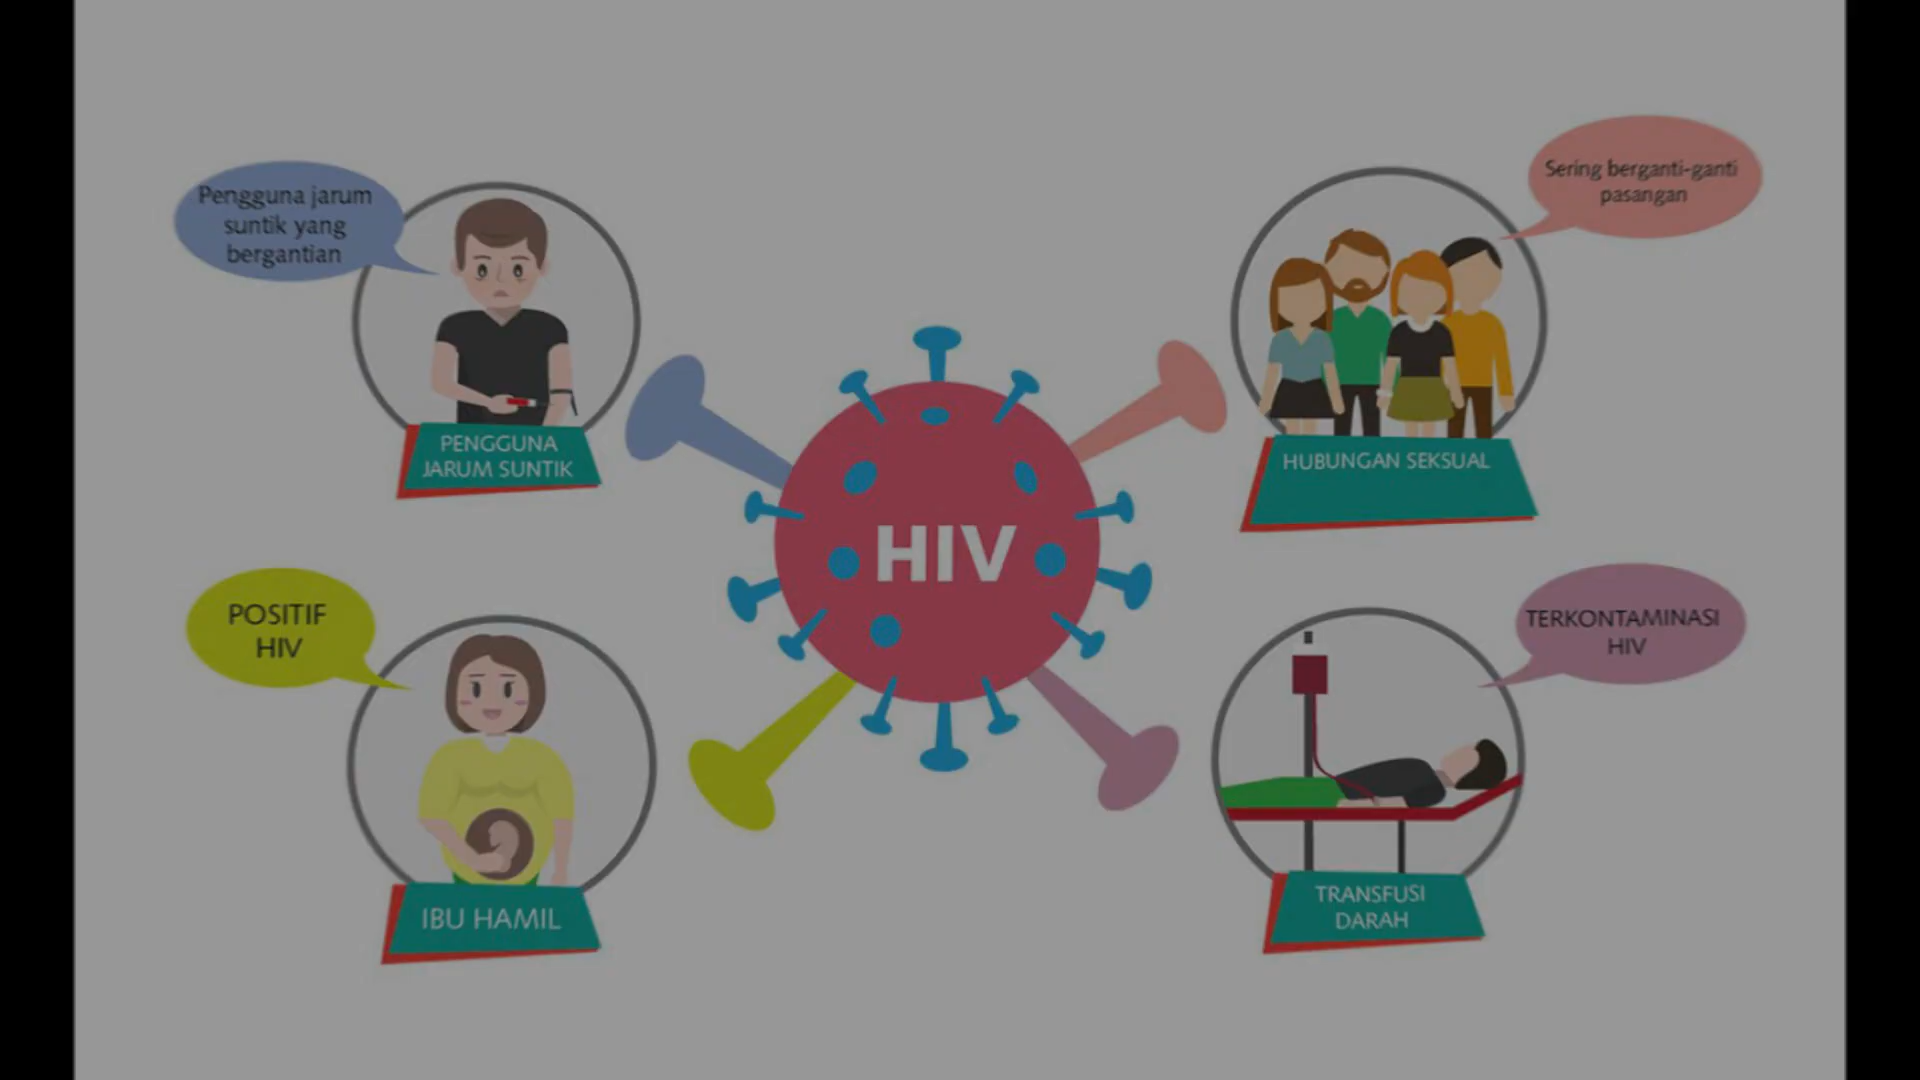 Pengguna jarum
suntik yang
bergantian
PENGGUNA
JARUM SUNTIK
Sering berganti-ganti
pasangan
HUBUNGAN SEKSUAL
HIV
POSITIF
HIV
IBU HAMIL
TERKONTAMINASI
HIV
TRANSFUSI
DARAH